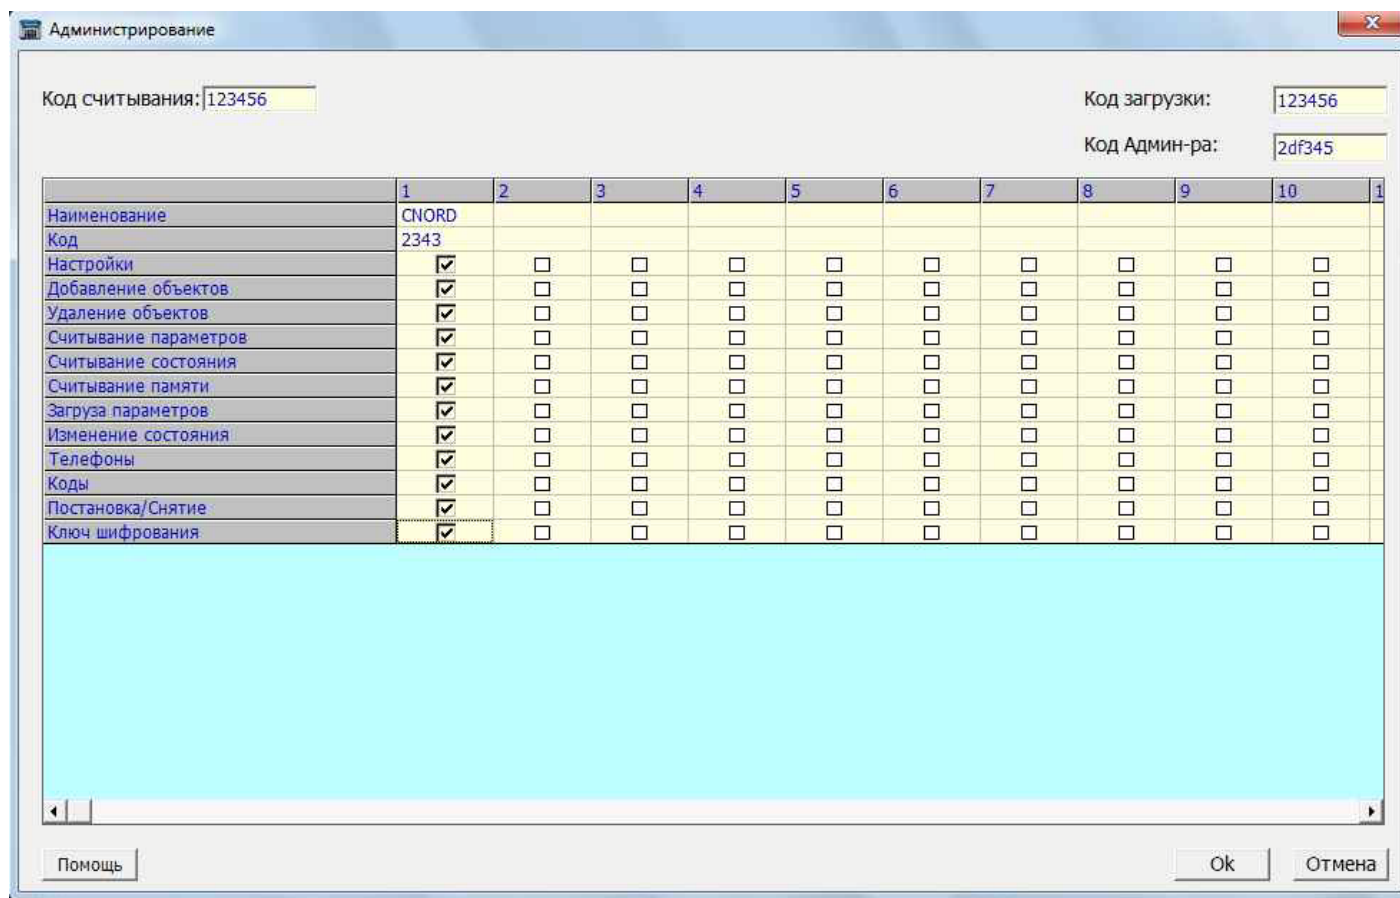 Администрирование
Код считывания: 123456
Код загрузки: 123456
Код Админ-ра: 2df345
1 2 3 4 5 6 7 8 9 10 1
Наименование CNORD
Код 2343
Настройки
Добавление объектов
Удаление объектов
Считывание параметров
Считывание состояния
Считывание памяти
Загруза параметров
Изменение состояния
Телефоны
Коды
Постановка/Снятие
Ключ шифрования
Помощь Ok Отмена